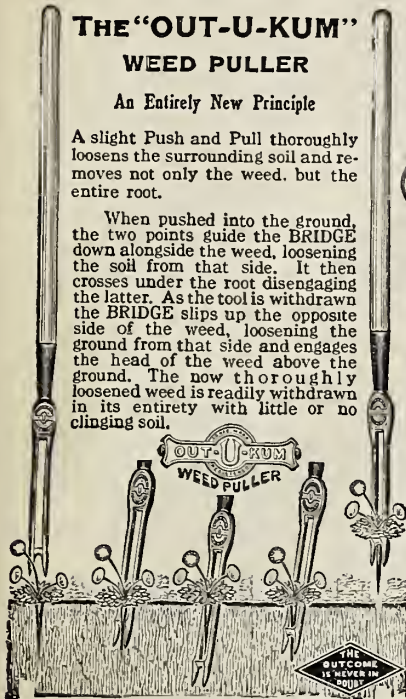 THE "OUT-U-KUM"
WEED PULLER
An Entirely New Principle
A slight Push and Pull thoroughly
loosens the surrounding soil and re-
moves not only the weed, but the
entire root.
When pushed into the ground,
the two points guide the BRIDGE
down alongside the weed, loosening
the soil from that side. It then
crosses under the root disengaging
the latter. As the tool is withdrawn
the BRIDGE slips up the opposite
side of the weed, loosening the
ground from that side and engages
the head of the weed above the
ground. The now thoroughly
loosened weed is readily withdrawn
in its entirety with little or no
clinging soil.
TRADE MARK
OUT-U-KUM
REGISTERED
WEED PULLER
THE
OUTCOME
IS NEVER IN
DOUBT